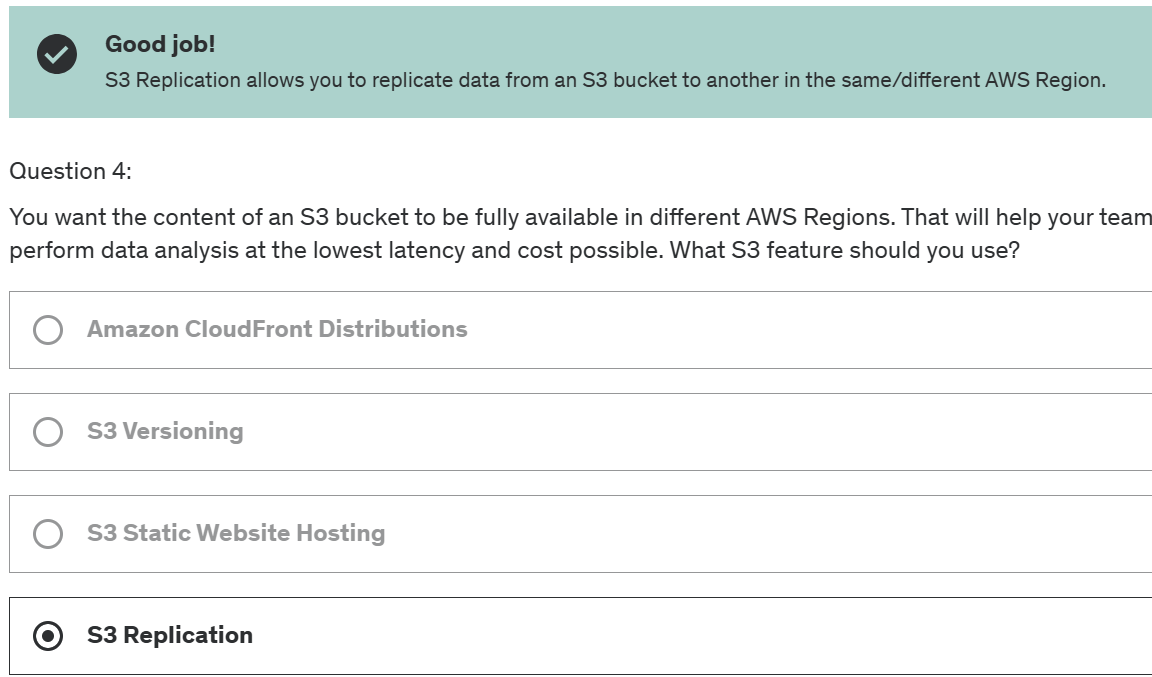 Good job!
S3 Replication allows you to replicate data from an S3 bucket to another in the same/different AWS Region.
Question 4:
You want the content of an S3 bucket to be fully available in different AWS Regions. That will help your team
perform data analysis at the lowest latency and cost possible. What S3 feature should you use?
Amazon CloudFront Distributions
S3 Versioning
S3 Static Website Hosting
S3 Replication